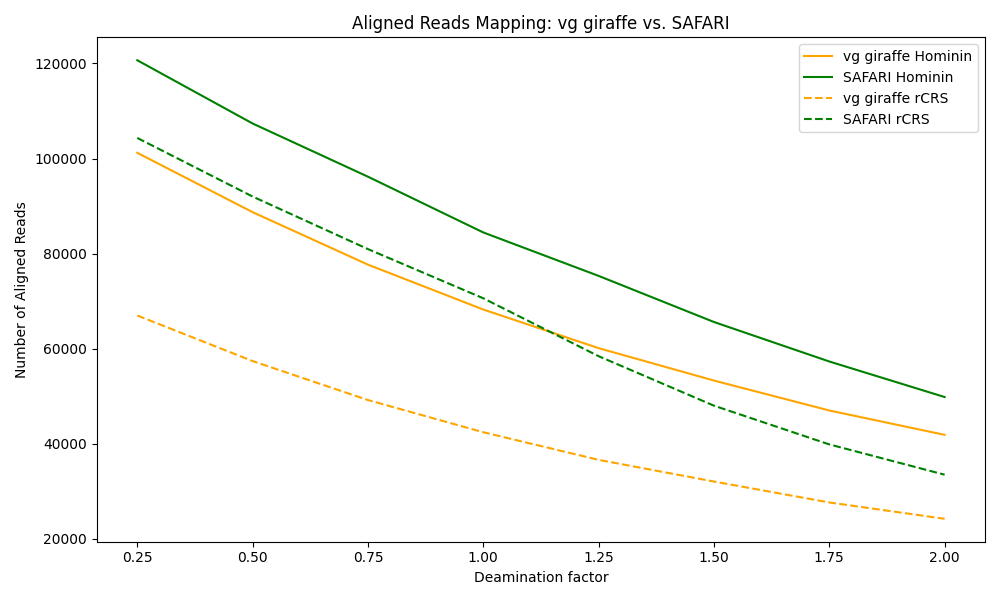 Aligned Reads Mapping: vg giraffe vs. SAFARI
vg giraffe Hominin
SAFARI Hominin
vg giraffe rCRS
SAFARI rCRS
Number of Aligned Reads
120000
100000
80000
60000
40000
20000
0.25 0.50 0.75 1.00 1.25 1.50 1.75 2.00
Deamination factor